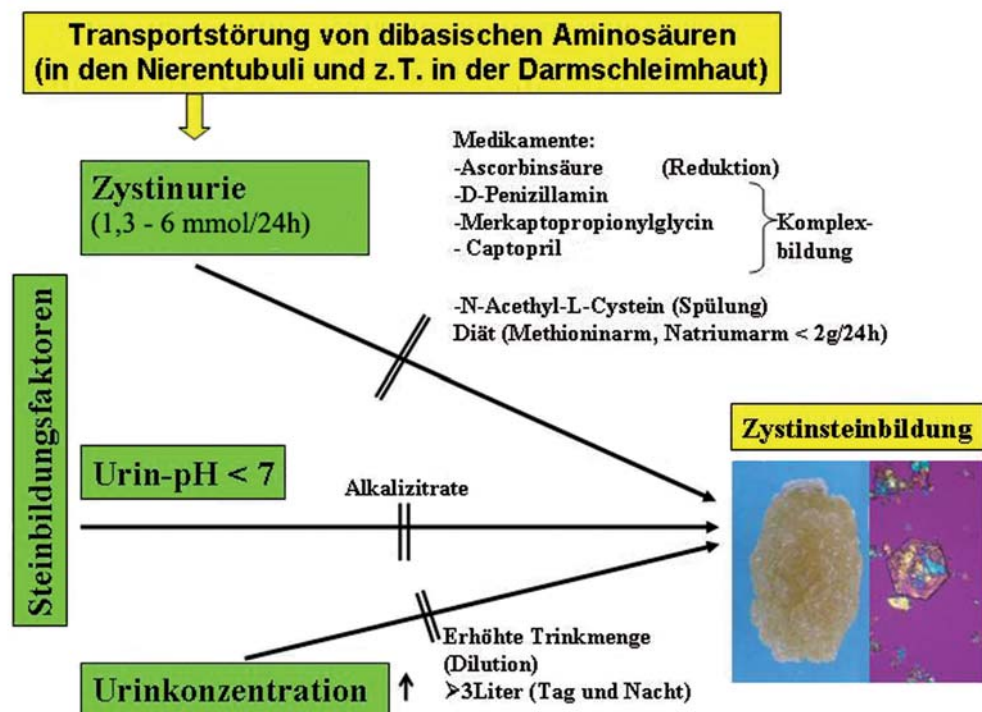 Transportstörung von dibasischen Aminosäuren
(in den Nierentubuli und z.T. in der Darmschleimhaut)
Zystinurie
(1,3 - 6 mmol/24h)
Medikamente:
-Ascorbinsäure (Reduktion)
-D-Penizillamin
-Merkaptopropionylglycin
- Captopril
Komplex-
bildung
-N-Acethyl-L-Cystein (Spülung)
Diät (Methioninarm, Natriumarm < 2g/24h)
Steinbildungsfaktoren
Zystinsteinbildung
Urin-pH < 7
Alkalizitrate
Erhöhte Trinkmenge
(Dilution)
➢3Liter (Tag und Nacht)
Urinkonzentration ↑